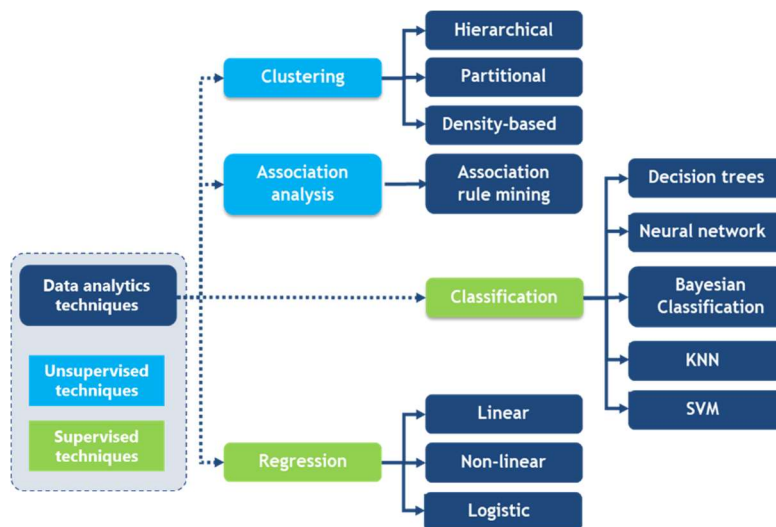 Hierarchical
Clustering
Partitional
Density-based
Association
analysis
Association
rule mining
Decision trees
Neural network
Data analytics
techniques
Classification
Bayesian
Classification
Unsupervised
techniques
KNN
Supervised
techniques
Linear
SVM
Regression
Non-linear
Logistic